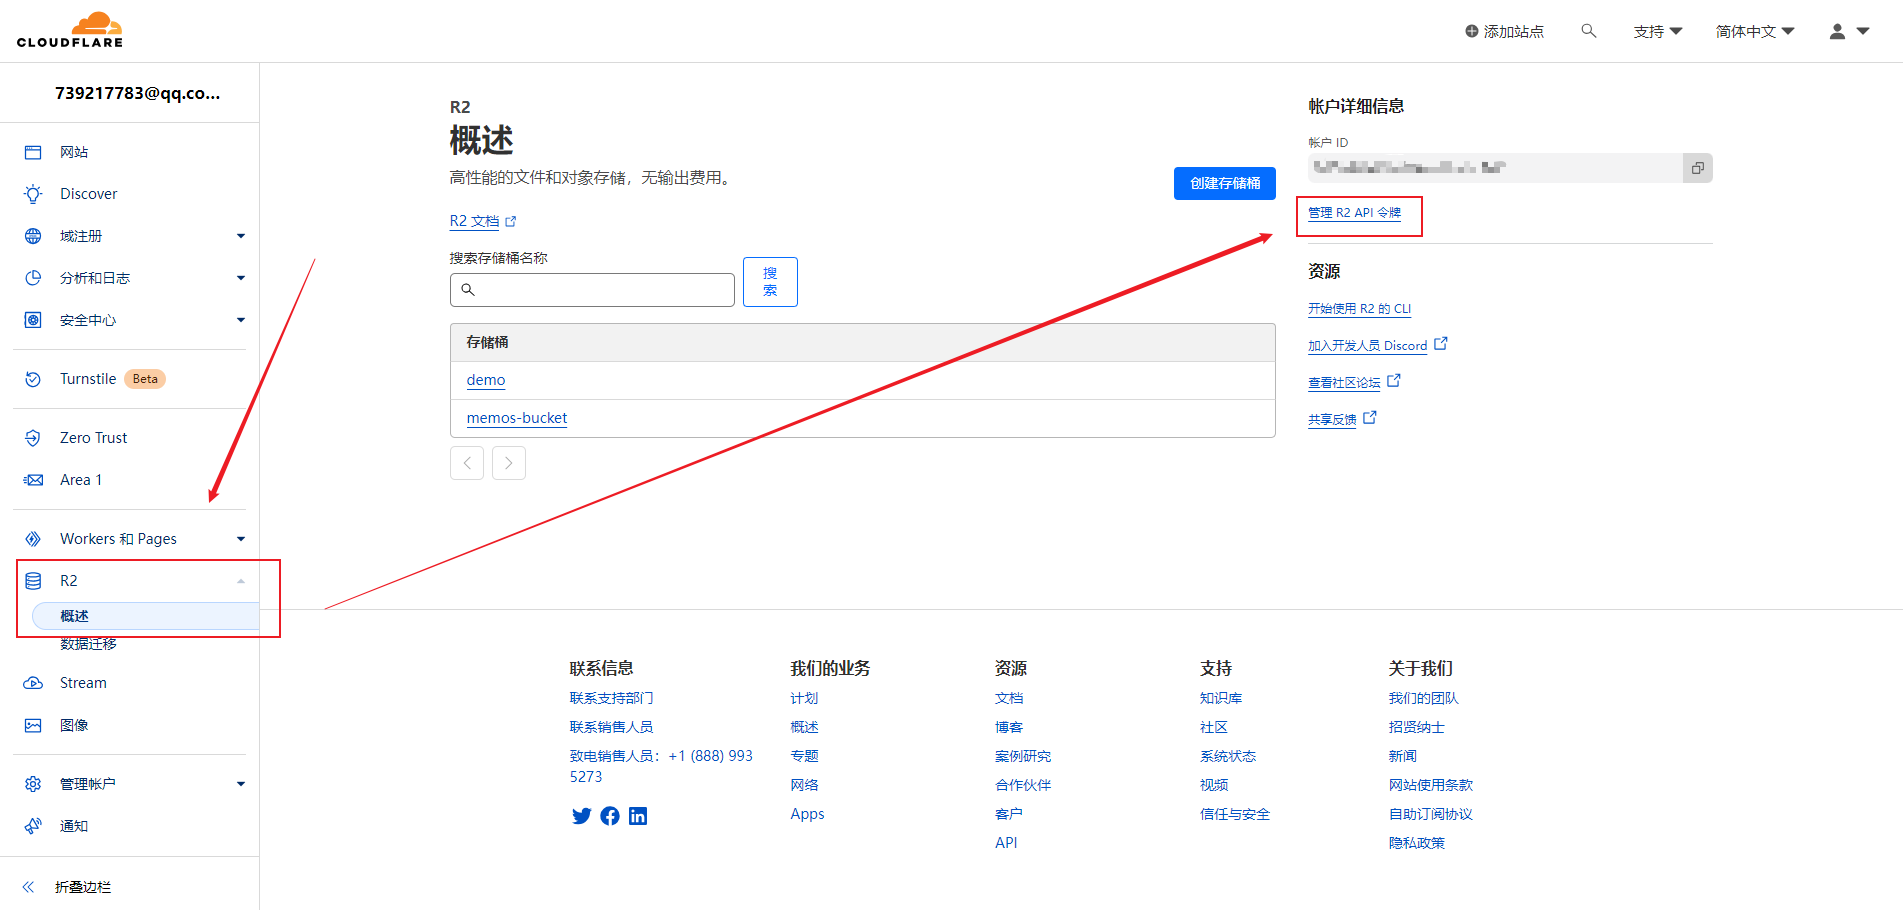 CLOUDFLARE
添加站点
支持
简体中文
739217783@qq.co...
网站
Discover
域注册
分析和日志
安全中心
Turnstile
Beta
Zero Trust
Area 1
Workers 和 Pages
R2
概述
数据迁移
Stream
图像
管理帐户
通知
折叠边栏
R2
概述
高性能的文件和对象存储，无输出费用。
创建存储桶
R2 文档
搜索存储桶名称
搜
索
存储桶
demo
memos-bucket
帐户详细信息
帐户 ID
管理 R2 API 令牌
资源
开始使用 R2 的 CLI
加入开发人员 Discord
查看社区论坛
共享反馈
联系信息
联系支持部门
联系销售人员
致电销售人员：+1 (888) 993
5273
我们的业务
计划
概述
专题
网络
Apps
资源
文档
博客
案例研究
合作伙伴
客户
API
支持
知识库
社区
系统状态
视频
信任与安全
关于我们
我们的团队
招贤纳士
新闻
网站使用条款
自助订阅协议
隐私政策